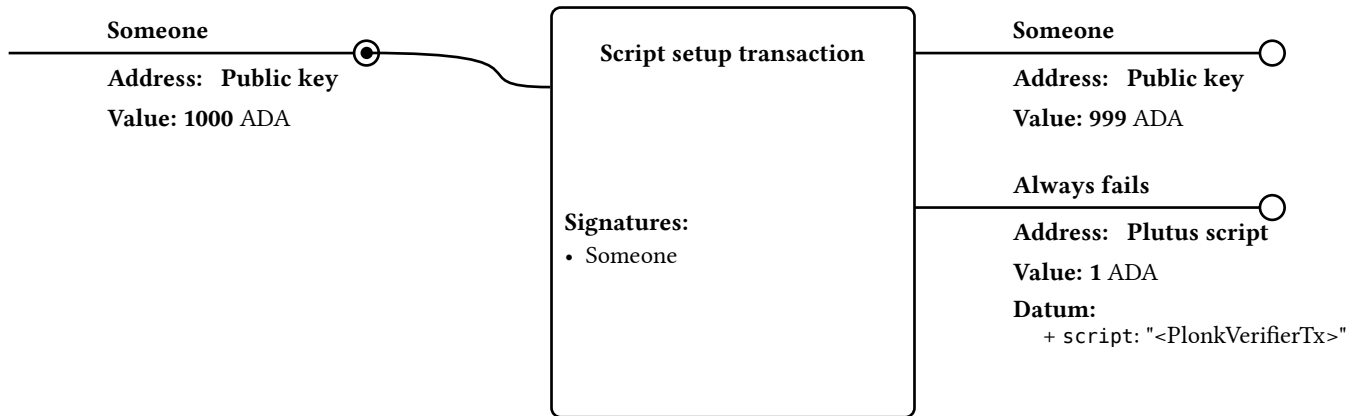 Someone
Address: Public key
Value: 1000 ADA
Script setup transaction
Signatures:
• Someone
Someone
Address: Public key
Value: 999 ADA
Always fails
Address: Plutus script
Value: 1 ADA
Datum:
+ script: "<PlonkVerifierTx>"